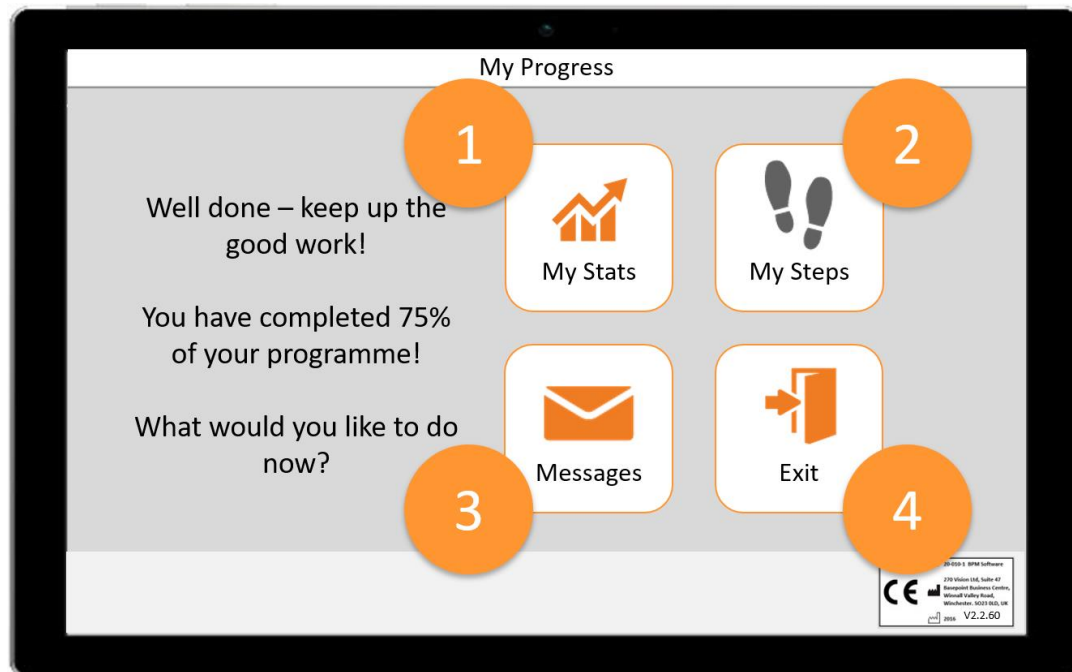 My Progress
1
2
Well done – keep up the
good work!
My Stats
My Steps
You have completed 75%
of your programme!
What would you like to do
now?
Messages
Exit
3
4
20-010-1 BPM Software
270 Vision Ltd, Suite 47
Basepoint Business Centre,
Winnall Valley Road,
Winchester. SO23 0LD, UK
CE
2016 V2.2.60